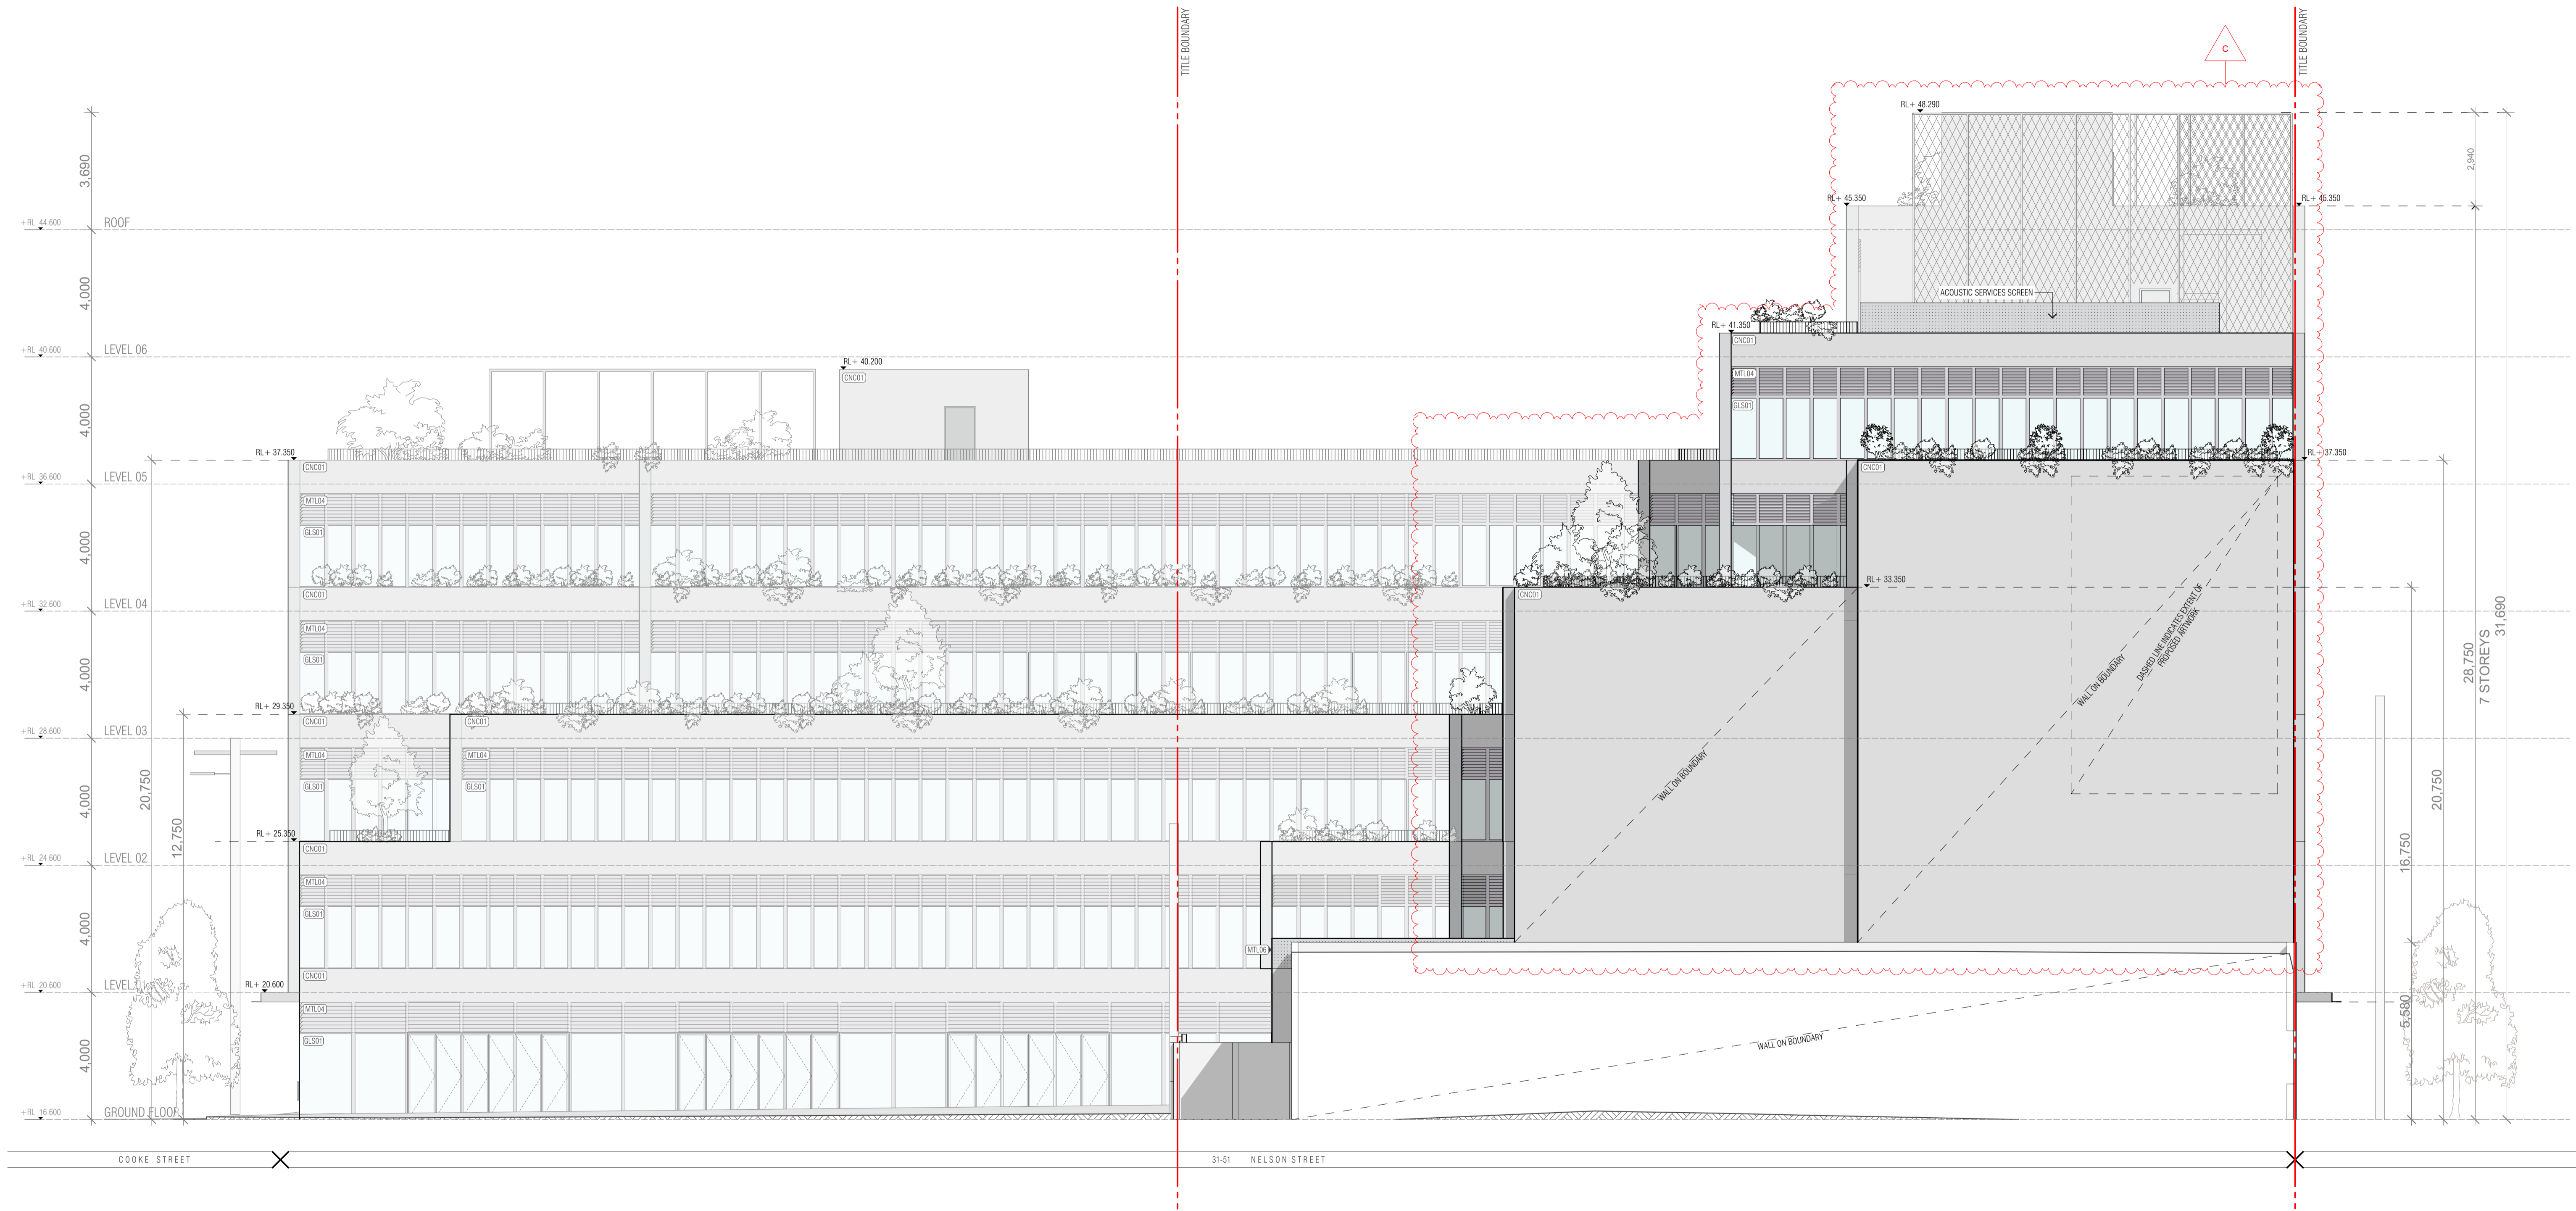 TITLE BOUNDARY
TITLE BOUNDARY
C
RL+ 48.290
3,690
2,940
RL+ 45.350
RL+ 45.350
+RL 44.600
ROOF
4,000
ACOUSTIC SERVICES SCREEN
RL+ 41.350
CNC01
+RL 40.600
LEVEL 06
RL+ 40.200
CNC01
MTL04
GLS01
4,000
RL+ 37.350
RL+ 37.350
CNC01
CNC01
+RL 36.600
LEVEL 05
MTL04
GLS01
4,000
RL+ 33.350
CNC01
CNC01
+RL 32.600
LEVEL 04
MTL04
GLS01
4,000
DASHED LINE INDICATES EXTENT OF
PROPOSED ARTWORK
WALL ON BOUNDARY
WALL ON BOUNDARY
28,750
7 STOREYS
31,690
RL+ 29.350
CNC01
CNC01
+RL 28.600
LEVEL 03
MTL04
MTL04
GLS01
GLS01
4,000
20,750
12,750
20,750
16,750
RL+ 25.350
CNC01
+RL 24.600
LEVEL 02
MTL04
GLS01
4,000
MTL06
CNC01
+RL 20.600
RL+ 20.600
MTL04
GLS01
4,000
5,580
WALL ON BOUNDARY
+RL 16.600
GROUND FLOOR
COOKE STREET
31-51 NELSON STREET